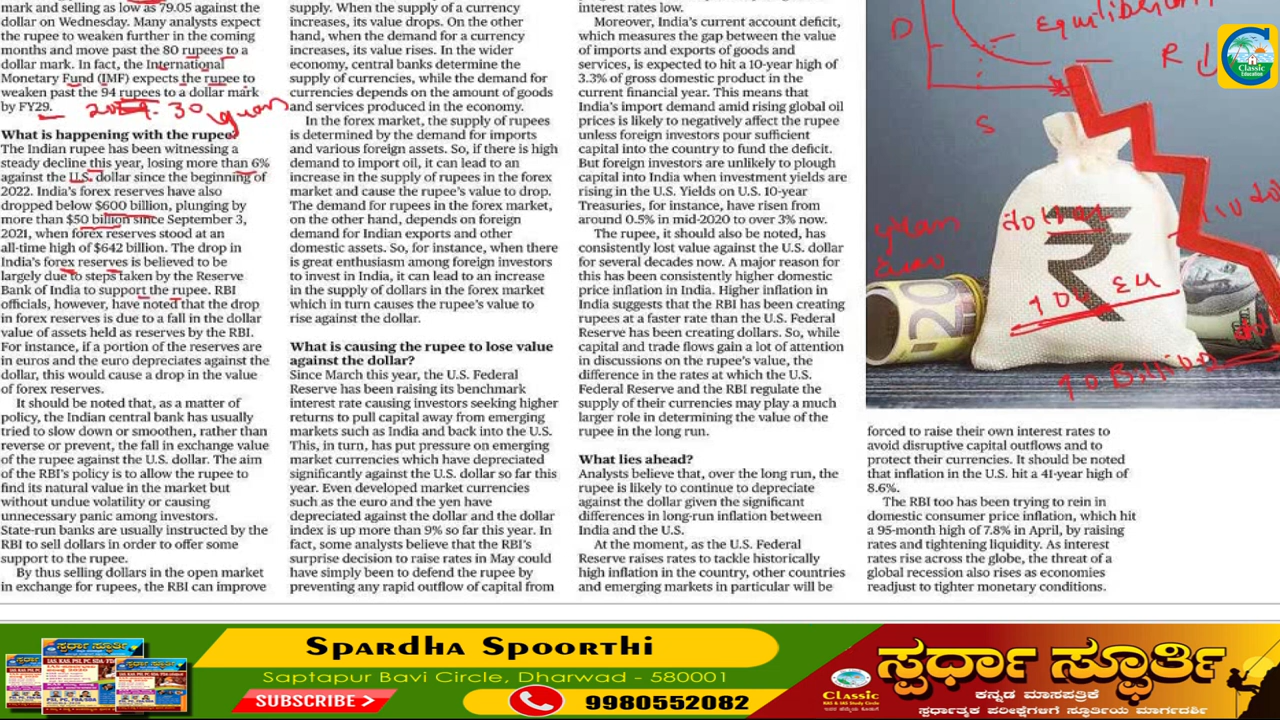 mark and selling as low as 79.05 against the
dollar on Wednesday. Many analysts expect
the rupee to weaken further in the coming
months and move past the 80 rupees to a
dollar mark. In fact, the International
Monetary Fund (IMF) expects the rupee to
weaken past the 94 rupees to a dollar mark
by FY29.
What is happening with the rupee?
The Indian rupee has been witnessing a
steady decline this year, losing more than 6%
against the U.S. dollar since the beginning of
2022. India's forex reserves have also
dropped below $600 billion, plunging by
more than $50 billion since September 3,
2021, when forex reserves stood at an
all-time high of $642 billion. The drop in
India's forex reserves is believed to be
largely due to steps taken by the Reserve
Bank of India to support the rupee. RBI
officials, however, have noted that the drop
in forex reserves is due to a fall in the dollar
value of assets held as reserves by the RBI.
For instance, if a portion of the reserves are
in euros and the euro depreciates against the
dollar, this would cause a drop in the value
of forex reserves.
It should be noted that, as a matter of
policy, the Indian central bank has usually
tried to slow down or smoothen, rather than
reverse or prevent, the fall in exchange value
of the rupee against the U.S. dollar. The aim
of the RBI's policy is to allow the rupee to
find its natural value in the market but
without undue volatility or causing
unnecessary panic among investors.
State-run banks are usually instructed by the
RBI to sell dollars in order to offer some
support to the rupee.
By thus selling dollars in the open market
in exchange for rupees, the RBI can improve
supply. When the supply of a currency
increases, its value drops. On the other
hand, when the demand for a currency
increases, its value rises. In the wider
economy, central banks determine the
supply of currencies, while the demand for
currencies depends on the amount of goods
and services produced in the economy.
In the forex market, the supply of rupees
is determined by the demand for imports
and various foreign assets. So, if there is high
demand to import oil, it can lead to an
increase in the supply of rupees in the forex
market and cause the rupee's value to drop.
The demand for rupees in the forex market,
on the other hand, depends on foreign
demand for Indian exports and other
domestic assets. So, for instance, when there
is great enthusiasm among foreign investors
to invest in India, it can lead to an increase
in the supply of dollars in the forex market
which in turn causes the rupee's value to
rise against the dollar.
What is causing the rupee to lose value
against the dollar?
Since March this year, the U.S. Federal
Reserve has been raising its benchmark
interest rate causing investors seeking higher
returns to pull capital away from emerging
markets such as India and back into the U.S.
This, in turn, has put pressure on emerging
market currencies which have depreciated
significantly against the U.S. dollar so far this
year. Even developed market currencies
such as the euro and the yen have
depreciated against the dollar and the dollar
index is up more than 9% so far this year. In
fact, some analysts believe that the RBI's
surprise decision to raise rates in May could
have simply been to defend the rupee by
preventing any rapid outflow of capital from
interest rates low.
Moreover, India's current account deficit,
which measures the gap between the value
of imports and exports of goods and
services, is expected to hit a 10-year high of
3.3% of gross domestic product in the
current financial year. This means that
India's import demand amid rising global oil
prices is likely to negatively affect the rupee
unless foreign investors pour sufficient
capital into the country to fund the deficit.
But foreign investors are unlikely to plough
capital into India when investment yields are
rising in the U.S. Yields on U.S. 10-year
Treasuries, for instance, have risen from
around 0.5% in mid-2020 to over 3% now.
The rupee, it should also be noted, has
consistently lost value against the U.S. dollar
for several decades now. A major reason for
this has been consistently higher domestic
price inflation in India. Higher inflation in
India suggests that the RBI has been creating
rupees at a faster rate than the U.S. Federal
Reserve has been creating dollars. So, while
capital and trade flows gain a lot of attention
in discussions on the rupee's value, the
difference in the rates at which the U.S.
Federal Reserve and the RBI regulate the
supply of their currencies may play a much
larger role in determining the value of the
rupee in the long run.
What lies ahead?
Analysts believe that, over the long run, the
rupee is likely to continue to depreciate
against the dollar given the significant
differences in long-run inflation between
India and the U.S.
At the moment, as the U.S. Federal
Reserve raises rates to tackle historically
high inflation in the country, other countries
and emerging markets in particular will be
D
S
R
Classic
Education
₹
20
forced to raise their own interest rates to
avoid disruptive capital outflows and to
protect their currencies. It should be noted
that inflation in the U.S. hit a 41-year high of
8.6%.
The RBI too has been trying to rein in
domestic consumer price inflation, which hit
a 95-month high of 7.8% in April, by raising
rates and tightening liquidity. As interest
rates rise across the globe, the threat of a
global recession also rises as economies
readjust to tighter monetary conditions.
Spardha Spoorthi
Saptapur Bavi Circle, Dharwad - 580001
SUBSCRIBE >
9980552082
Classic
KAS & IAS Study Circle
ಸ್ಪರ್ಧಾ ಸ್ಫೂರ್ತಿ
ಕನ್ನಡ ಮಾಸಪತ್ರಿಕೆ
ಸ್ಪರ್ಧಾತ್ಮಕ ಪರೀಕ್ಷೆಗಳಿಗೆ ಸ್ಫೂರ್ತಿಯ ಮಾರ್ಗದರ್ಶಿ